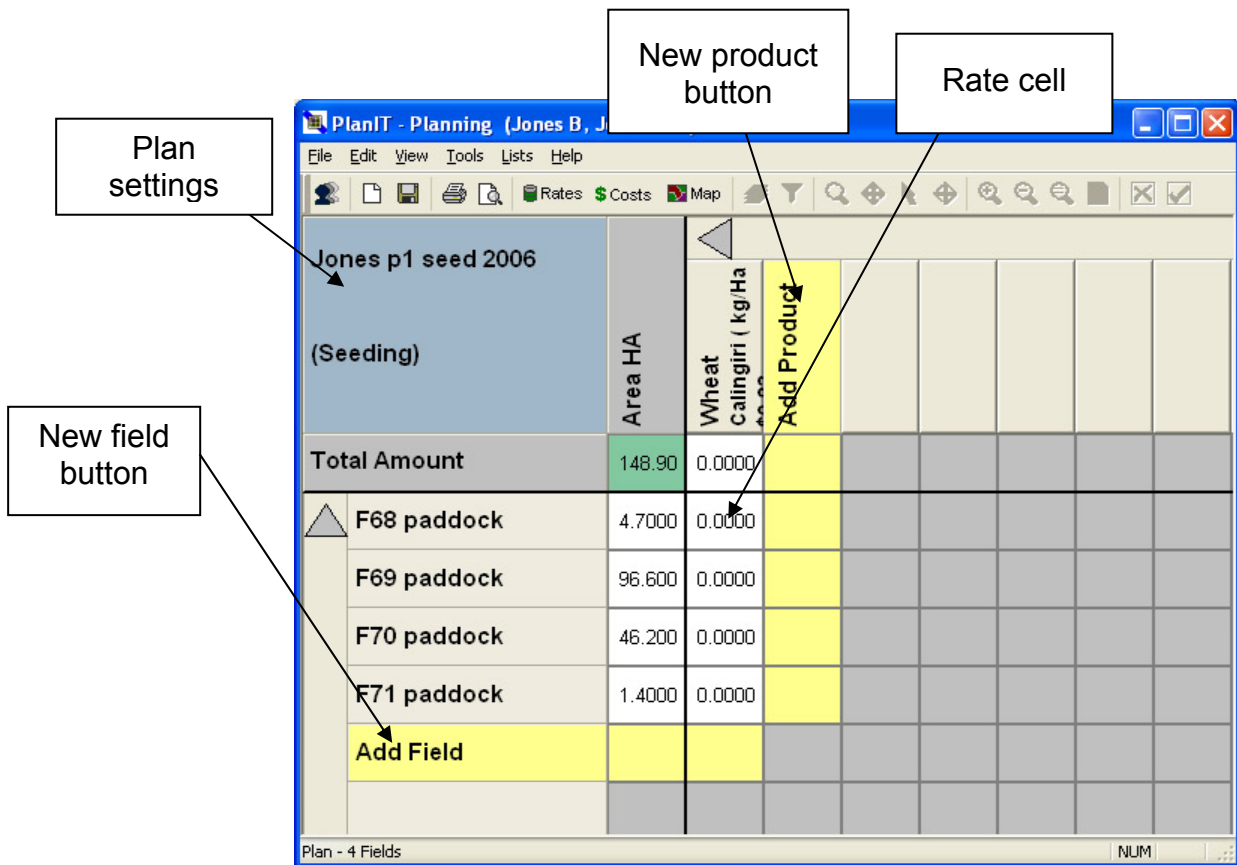 New product
button
Rate cell
Plan
settings
New field
button
PlanIT - Planning (Jones B, J
File Edit View Tools Lists Help
Rates $ Costs Map
Jones p1 seed 2006
(Seeding)
Area HA
Wheat
Calingiri ( kg/Ha
Add Product
Total Amount 148.90 0.0000
F68 paddock 4.7000 0.0000
F69 paddock 96.600 0.0000
F70 paddock 46.200 0.0000
F71 paddock 1.4000 0.0000
Add Field
Plan - 4 Fields NUM